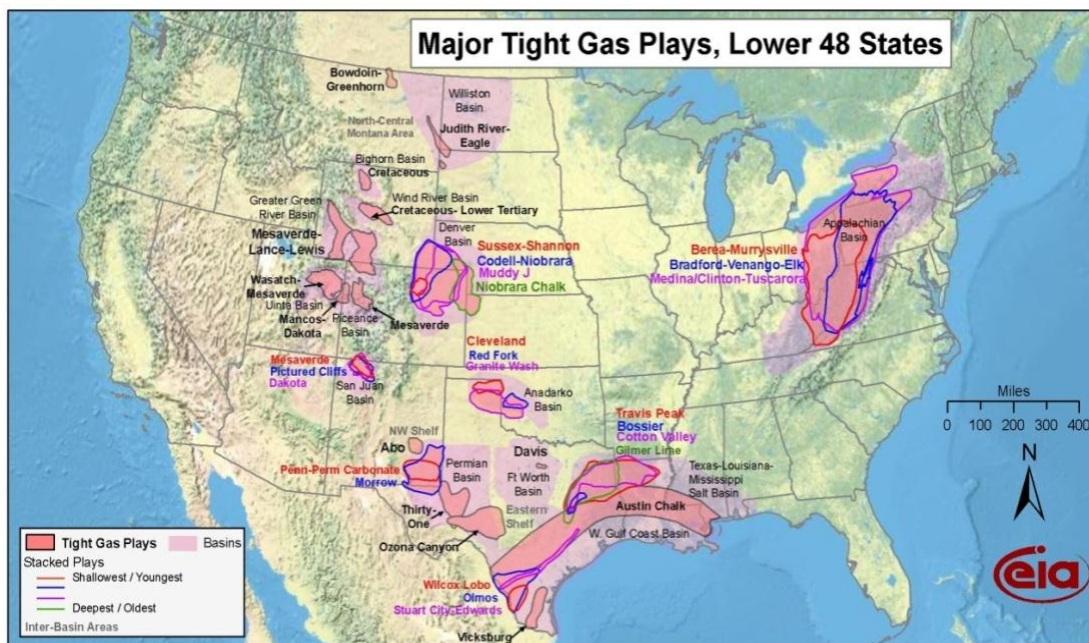 Major Tight Gas Plays, Lower 48 States
Bowdoin-
Greenhorn
Williston
Basin
North-Central
Montana Area
Judith River-
Eagle
Bighorn Basin
Cretaceous
Wind River Basin
Cretaceous- Lower Tertiary
Greater Green
River Basin
Mesaverde-
Lance-Lewis
Denver
Basin
Sussex-Shannon
Codell-Niobrara
Muddy J
Niobrara Chalk
Wasatch-
Mesaverde
Uinta Basin
Mancos-
Dakota
Piceance
Basin
Mesaverde
Appalachian
Basin
Berea-Murrysville
Bradford-Venango-Elk
Medina/Clinton-Tuscarora
Mesaverde
Pictured Cliffs
Dakota
San Juan
Basin
Cleveland
Red Fork
Granite Wash
Anadarko
Basin
Miles
0 100 200 300 400
N
NW Shelf
Abo
Penn-Perm Carbonate
Morrow
Permian
Basin
Davis
Ft Worth
Basin
Eastern
Shelf
Travis Peak
Bossier
Cotton Valley
Gilmer Lime
Texas-Louisiana-
Mississippi
Salt Basin
Thirty-
One
Ozona Canyon
Austin Chalk
W. Gulf Coast Basin
Wilcox Lobo
Olmos
Stuart City-Edwards
Vicksburg
Tight Gas Plays
Basins
Stacked Plays
Shallowest / Youngest
Deepest / Oldest
Inter-Basin Areas
eia